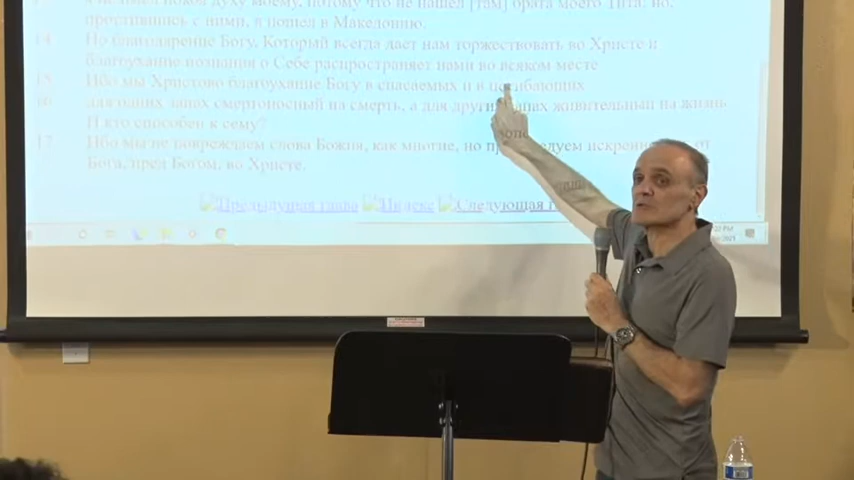 духу моему, потому что не нашел [там] брата моего Тита; но,
простившись с ними, я пошел в Македонию.
14 Но благодарение Богу, Который всегда дает нам торжествовать во Христе и
благоухание познания о Себе распространяет нами во всяком месте
15 Ибо мы Христово благоухание Богу в спасаемых и в погибающих
16 для одних запах смертоносный на смерть, а для других запах живительный на жизнь
И кто способен к сему?
17 Ибо мы не повреждаем слова Божия, как многие, но проповедуем искренно, от
Бога, пред Богом, во Христе.
Предыдущая глава Индекс Следующая